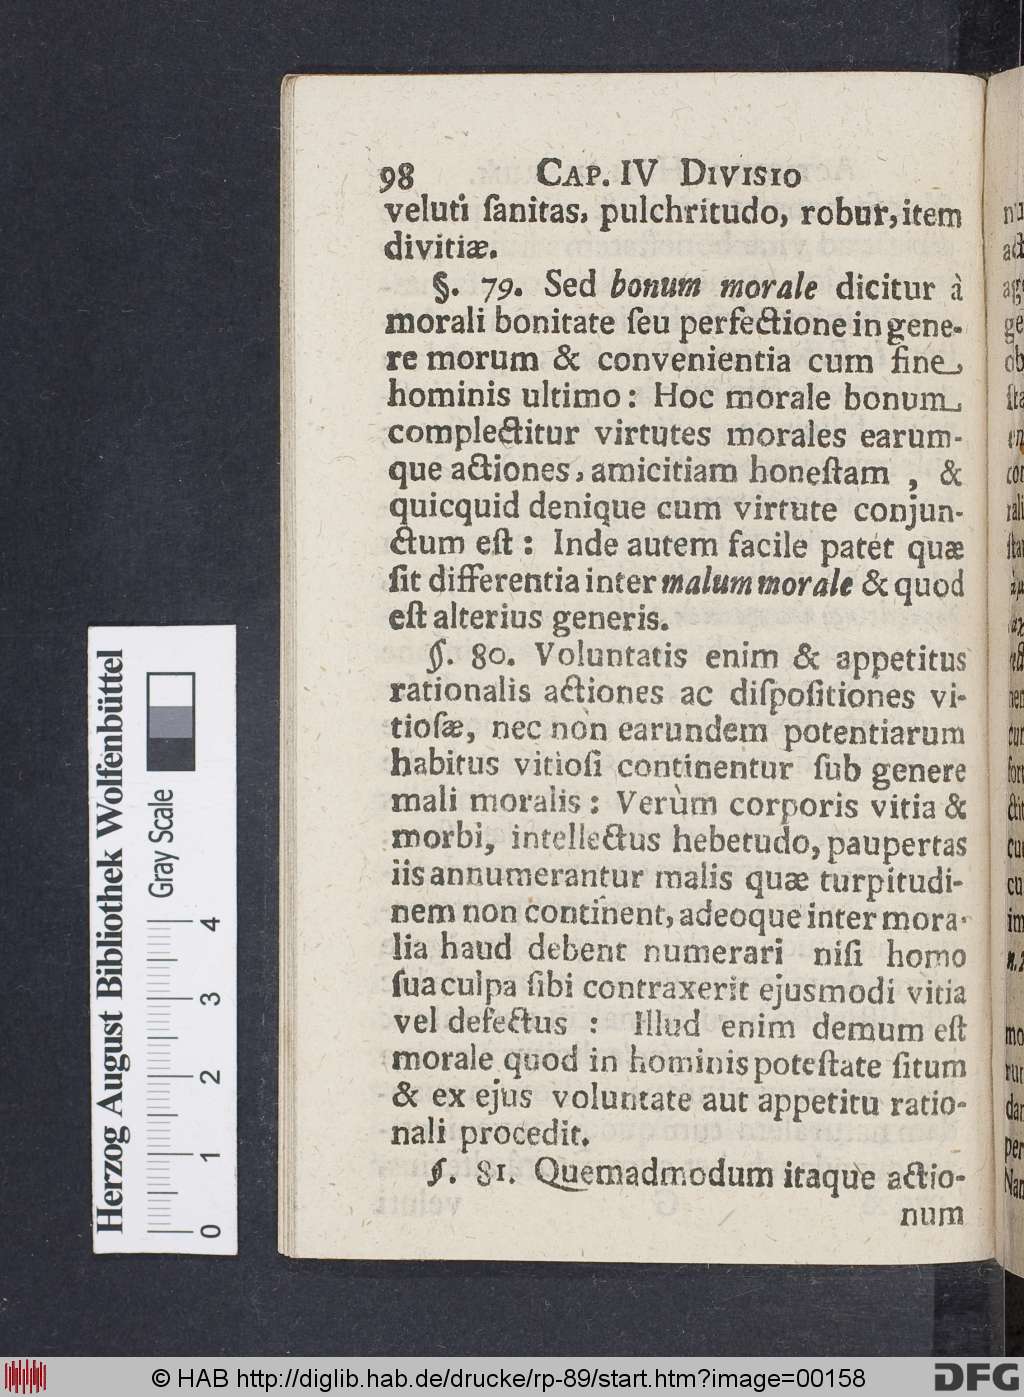 98 CAP. IV DIVISIO
veluti ſanitas, pulchritudo, robur, item
divitiæ.
§. 79. Sed bonum morale dicitur à
morali bonitate ſeu perfectione in gene-
re morum & convenientia cum fine
hominis ultimo: Hoc morale bonum
complectitur virtutes morales earum-
que actiones, amicitiam honeſtam , &
quicquid denique cum virtute conjun-
ctum eſt : Inde autem facile patet quæ
ſit differentia inter malum morale & quod
eſt alterius generis.
§. 80. Voluntatis enim & appetitus
rationalis actiones ac diſpoſitiones vi-
tioſæ, nec non earundem potentiarum
habitus vitioſi continentur ſub genere
mali moralis : Verùm corporis vitia &
morbi, intellectus hebetudo, paupertas
iis annumerantur malis quæ turpitudi-
nem non continent, adeoque inter mora-
lia haud debent numerari niſi homo
ſua culpa ſibi contraxerit ejusmodi vitia
vel defectus : Illud enim demum eſt
morale quod in hominis poteſtate ſitum
& ex ejus voluntate aut appetitu ratio-
nali procedit.
§. 81. Quemadmodum itaque actio-
num
Herzog August Bibliothek Wolfenbüttel
Gray Scale
0 1 2 3 4
© HAB http://diglib.hab.de/drucke/rp-89/start.htm?image=00158
DFG